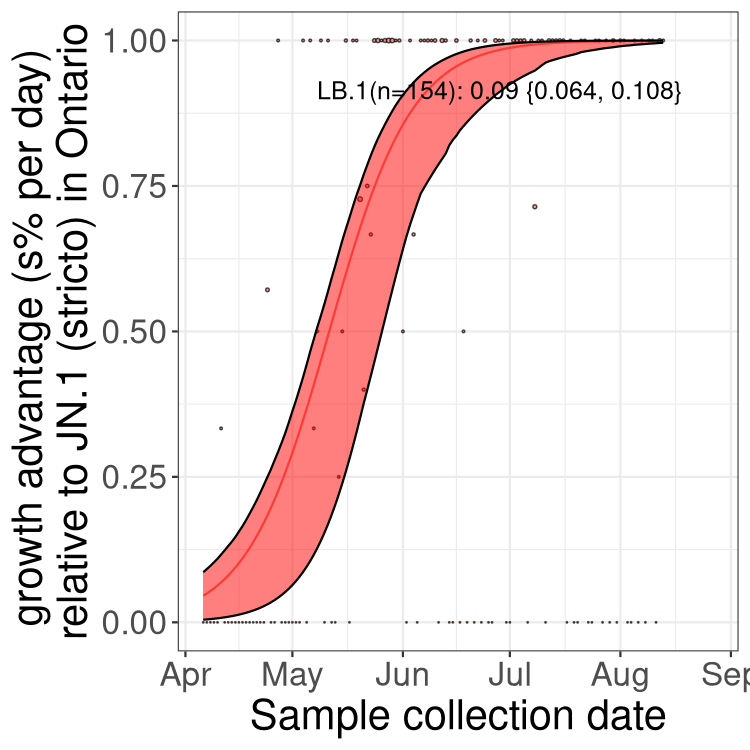 growth advantage (s% per day)
relative to JN.1 (stricto) in Ontario
1.00
0.75
0.50
0.25
0.00
LB.1(n=154): 0.09 {0.064, 0.108}
Apr May Jun Jul Aug Sep
Sample collection date